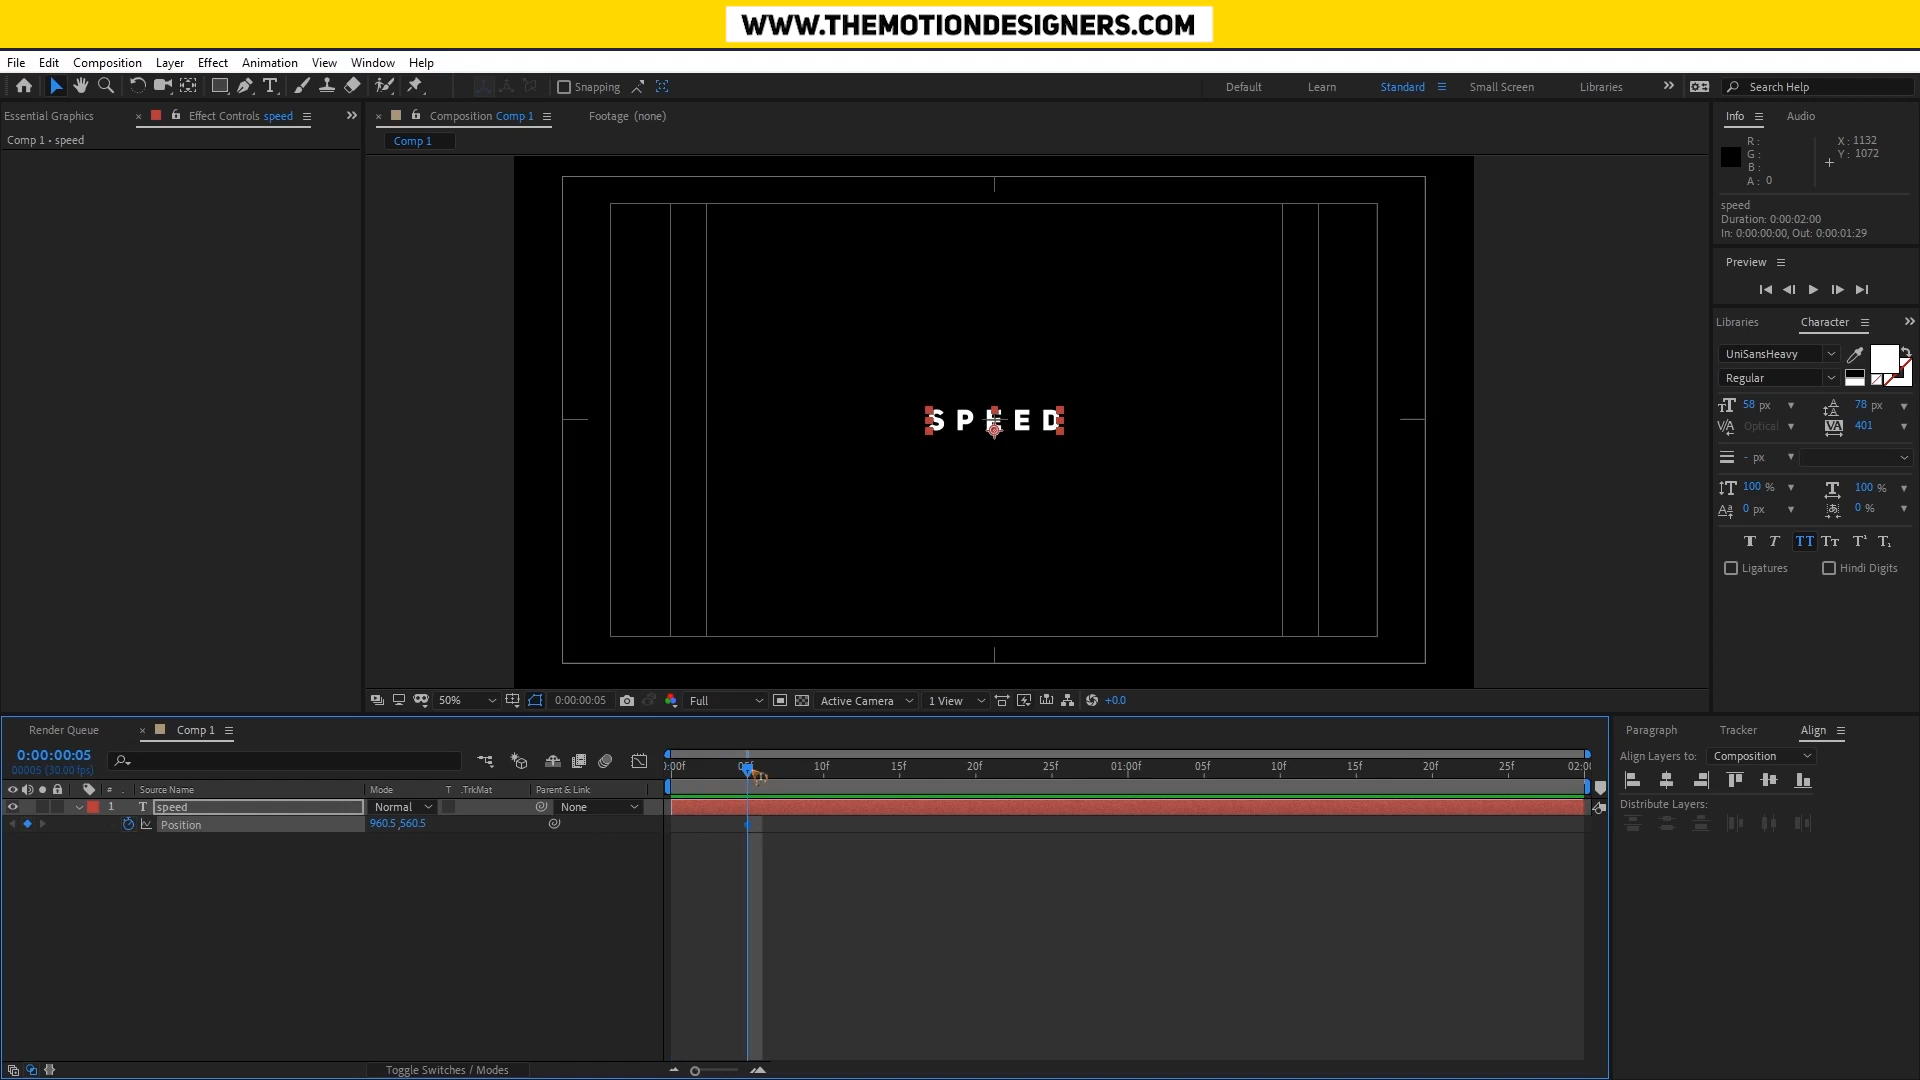 WWW.THEMOTIONDESIGNERS.COM
File Edit Composition Layer Effect Animation View Window Help
Snapping Default Learn Standard Small Screen Libraries Search Help
Essential Graphics Effect Controls speed Composition Comp 1 Footage (none) Info Audio
Comp 1 • speed Comp 1
R :
G :
B :
A : 0
X : 1132
Y : 1072
speed
Duration: 0:00:02:00
In: 0:00:00:00, Out: 0:00:01:29
Preview
Libraries Character
UniSansHeavy
Regular
58 px 78 px
Optical 401
- px
100 % 100 %
0 px 0 %
Ligatures Hindi Digits
SPEED
50% 0:00:00:05 Full Active Camera 1 View +0.0
Render Queue Comp 1 Paragraph Tracker Align
0:00:00:05
00005 (30.00 fps)
:00f 05f 10f 15f 20f 25f 01:00f 05f 10f 15f 20f 25f 02:0
Align Layers to: Composition
# Source Name Mode T .TrkMat Parent & Link
1 T speed Normal None
Distribute Layers:
Position 960.5,560.5
Toggle Switches / Modes